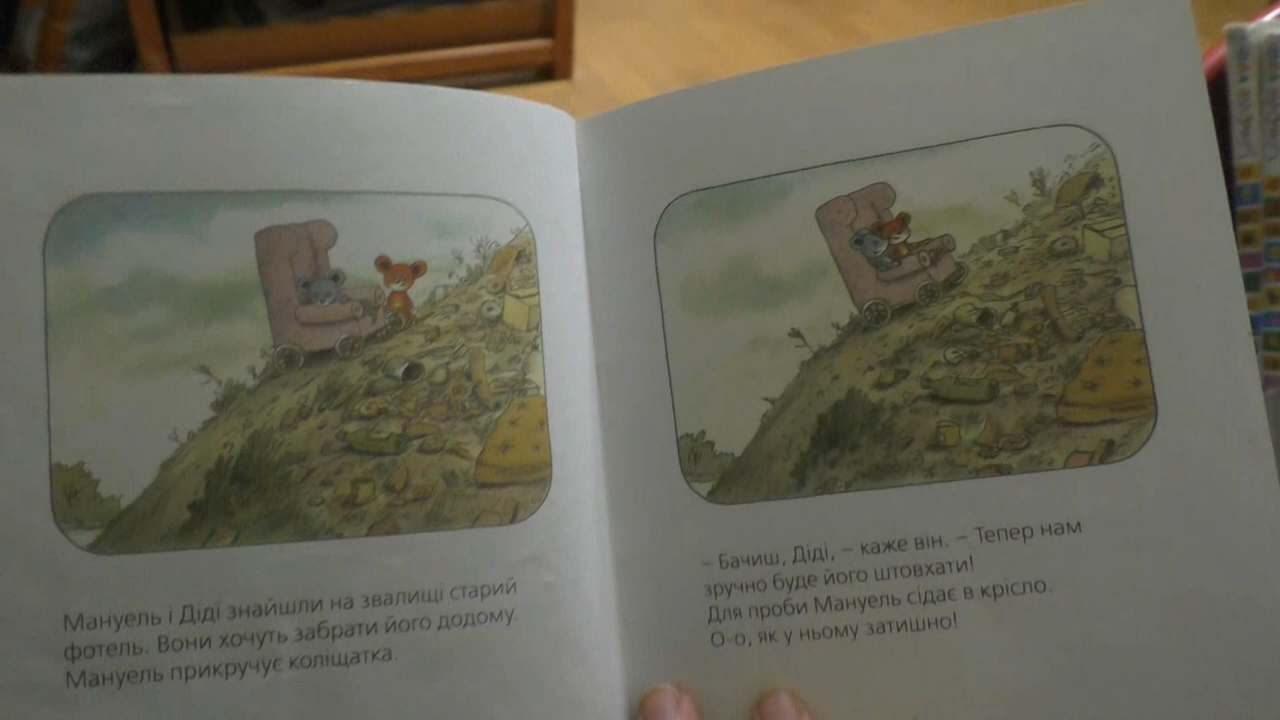 Мануель і Діді знайшли на звалищі старий
фотель. Вони хочуть забрати його додому.
Мануель прикручує коліщатка.
– Бачиш, Діді, – каже він. – Тепер нам
зручно буде його штовхати!
Для проби Мануель сідає в крісло.
О-о, як у ньому затишно!